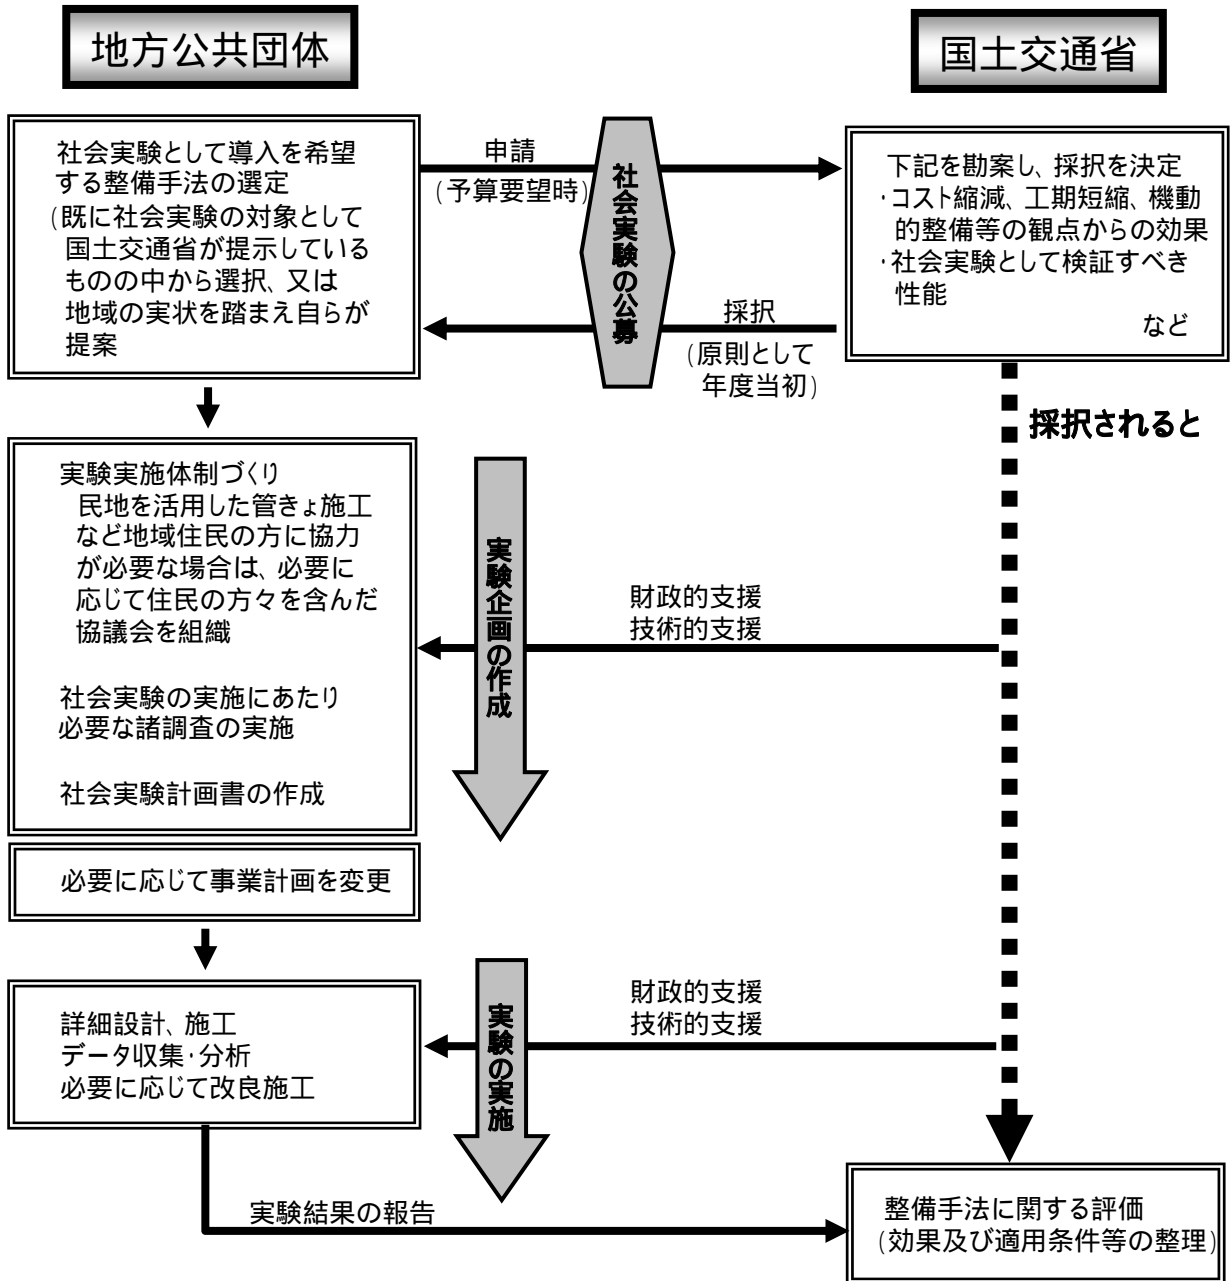 地方公共団体
国土交通省
社会実験として導入を希望
する整備手法の選定
(既に社会実験の対象として
国土交通省が提示している
ものの中から選択、又は
地域の実状を踏まえ自らが
提案
申請
(予算要望時)
社会実験の公募
採択
(原則として
年度当初)
下記を勘案し、採択を決定
・コスト縮減、工期短縮、機動
的整備等の観点からの効果
・社会実験として検証すべき
性能
など
採択されると
実験実施体制づくり
民地を活用した管きょ施工
など地域住民の方に協力
が必要な場合は、必要に
応じて住民の方々を含んだ
協議会を組織
社会実験の実施にあたり
必要な諸調査の実施
社会実験計画書の作成
実験企画の作成
財政的支援
技術的支援
必要に応じて事業計画を変更
詳細設計、施工
データ収集・分析
必要に応じて改良施工
実験の実施
財政的支援
技術的支援
実験結果の報告
整備手法に関する評価
(効果及び適用条件等の整理)